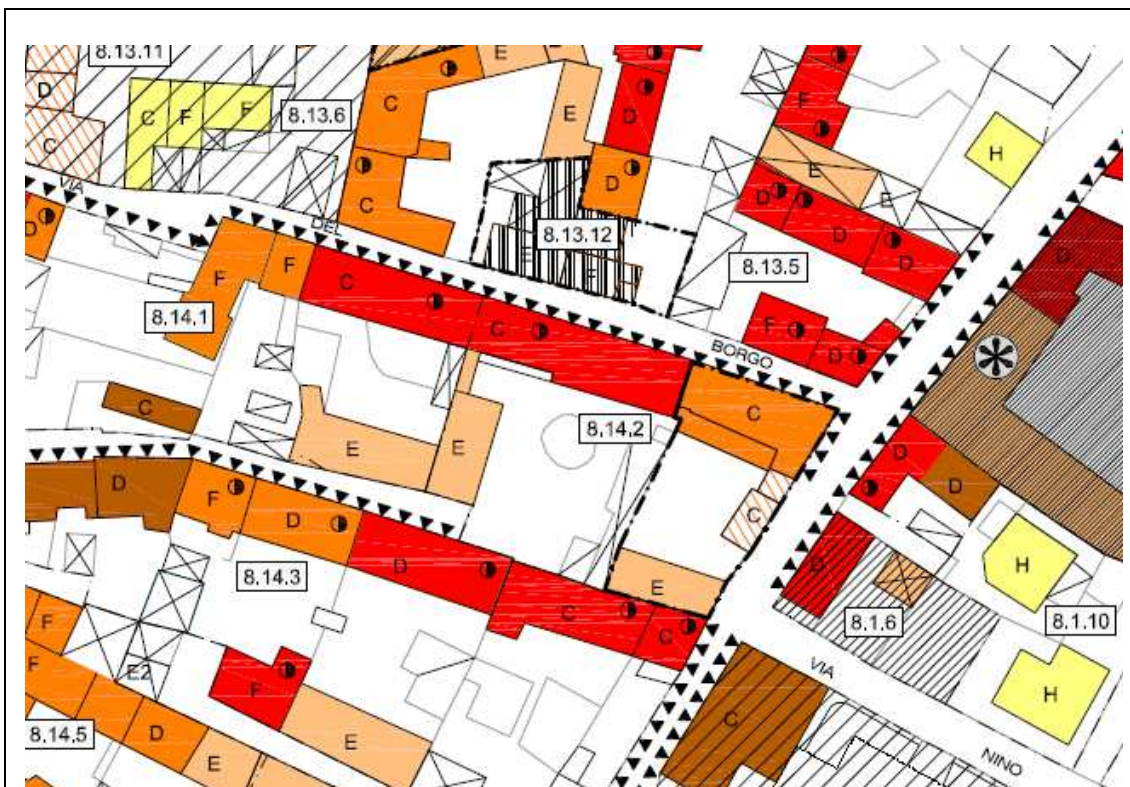 8.13.11
D
C
C
F
F
8.13.6
C
E
E
D
D
F
E
E
H
VIA
DEL
C
D
8.13.12
E
F
8.13.5
D
D
D
D
D
F
F
8.14.1
C
C
F
D
BORGO
C
8.14.2
C
E
E
C
D
F
D
8.14.3
D
E
C
C
D
D
D
H
8.1.6
8.1.10
H
F
F
E2
F
8.14.5
D
E
E
C
VIA
NINO